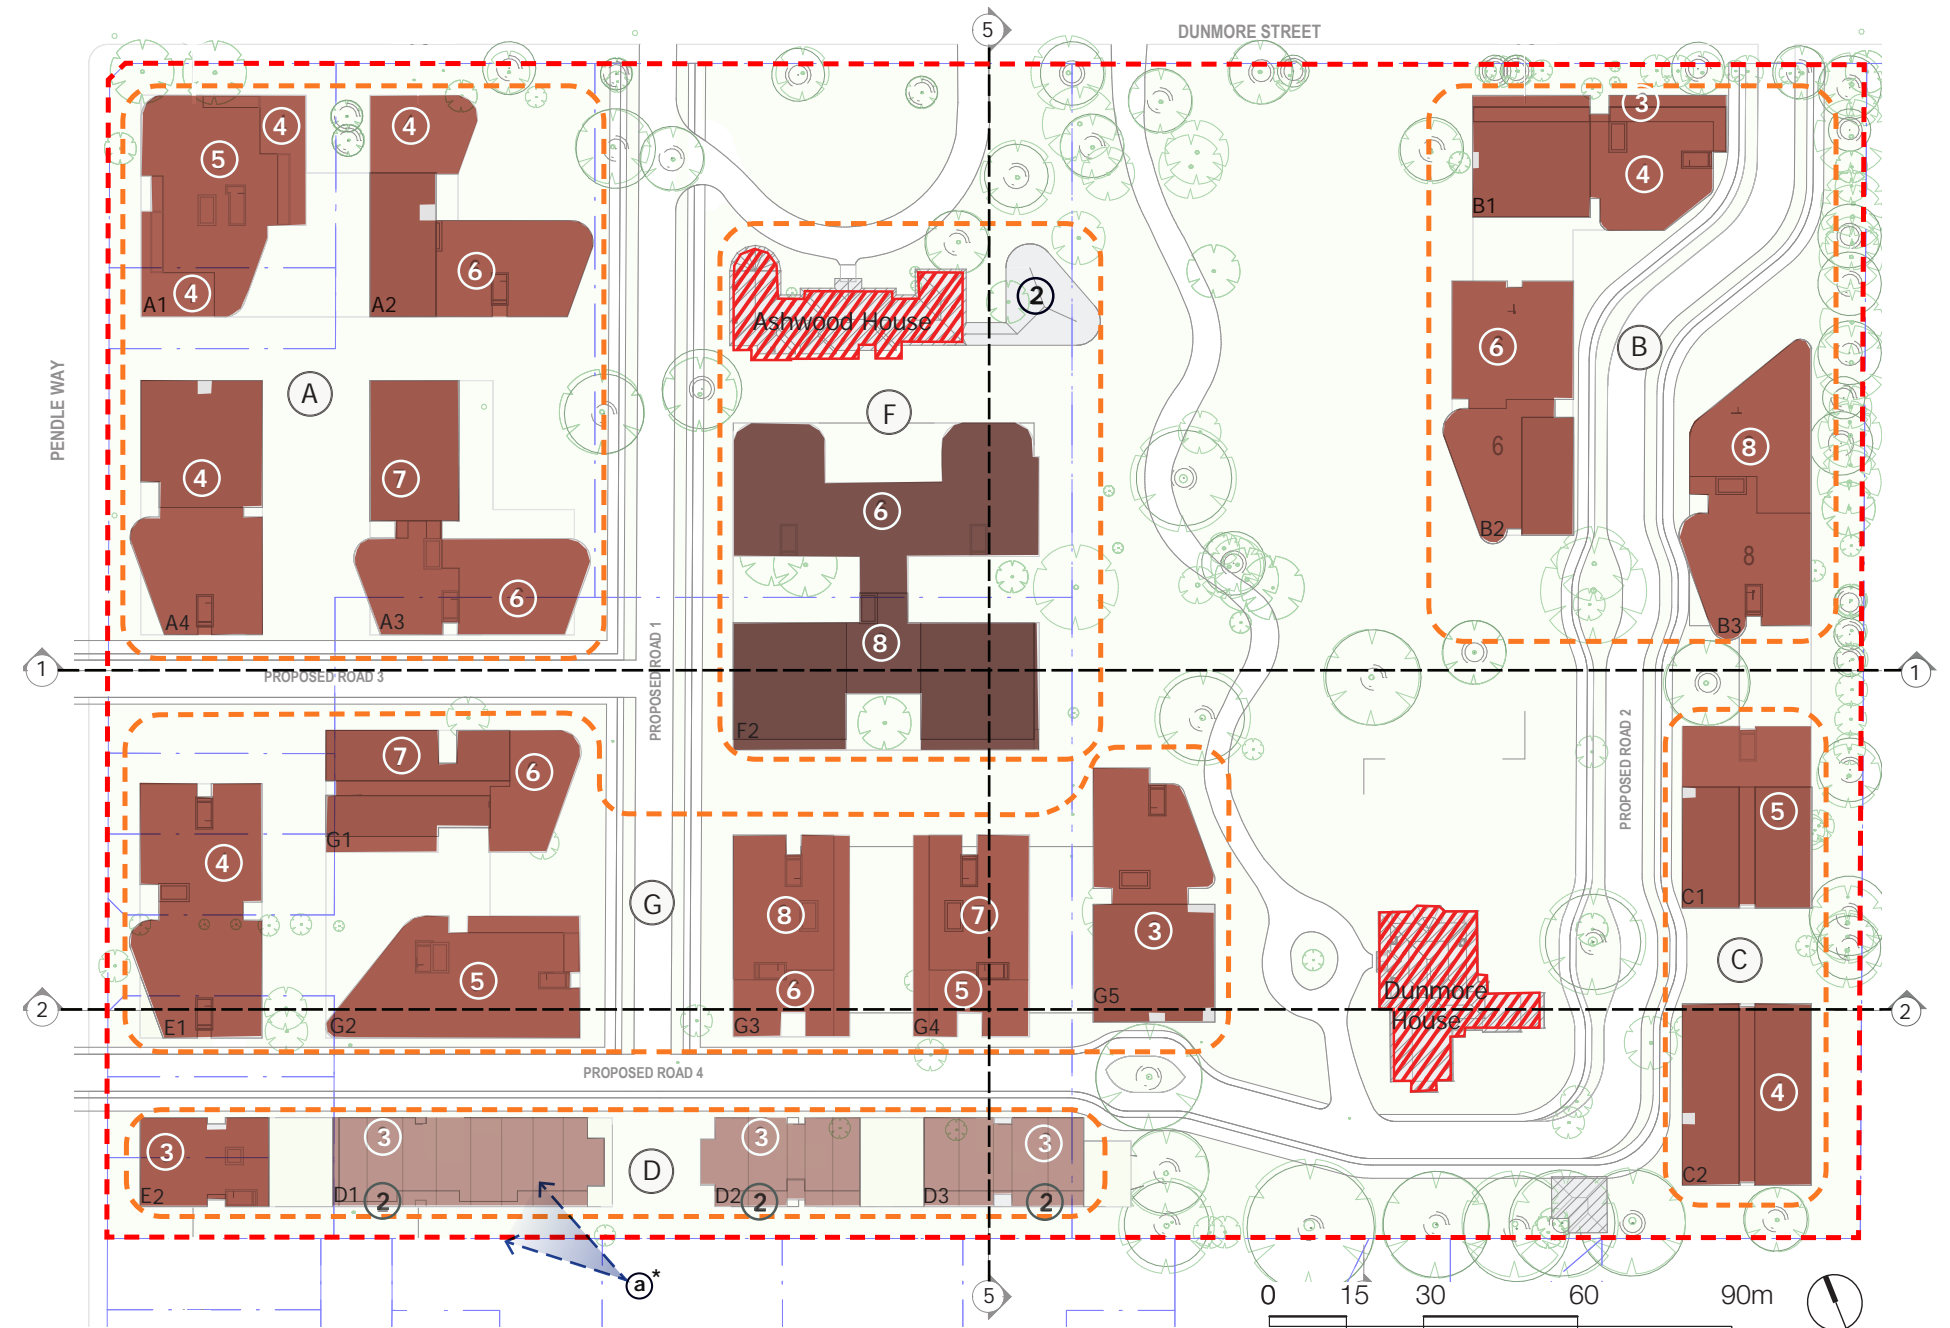 DUNMORE STREET
5
3
4
4
4
5
B1
4
6
2
4
A1
A2
Ashwood House
6
B
PENDLE WAY
A
F
6
8
4
7
6
8
6
B2
A4
A3
8
B3
1
1
PROPOSED ROAD 3
PROPOSED ROAD 1
F2
PROPOSED ROAD 2
7
6
G1
5
4
C1
G
8
7
3
C
5
6
5
Dunmore
House
G5
2
2
E1
G2
G3
G4
PROPOSED ROAD 4
4
3
3
3
3
C2
D
E2
D1
D2
D3
2
2
2
a*
5
0 15 30 60 90m